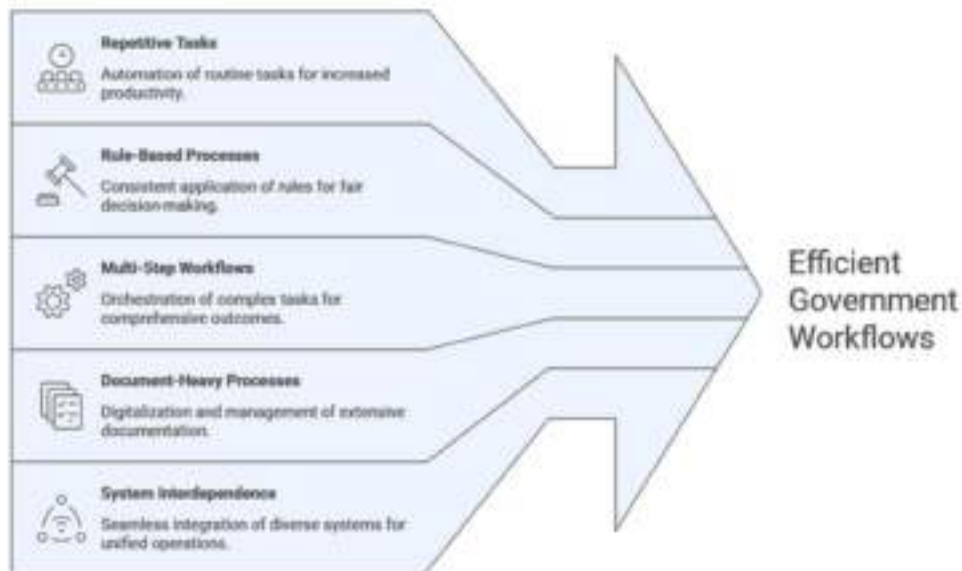 Repetitive Tasks
Automation of routine tasks for increased
productivity.
Rule-Based Processes
Consistent application of rules for fair
decision-making.
Multi-Step Workflows
Orchestration of complex tasks for
comprehensive outcomes.
Document-Heavy Processes
Digitalization and management of extensive
documentation.
System Interdependence
Seamless integration of diverse systems for
unified operations.
Efficient
Government
Workflows